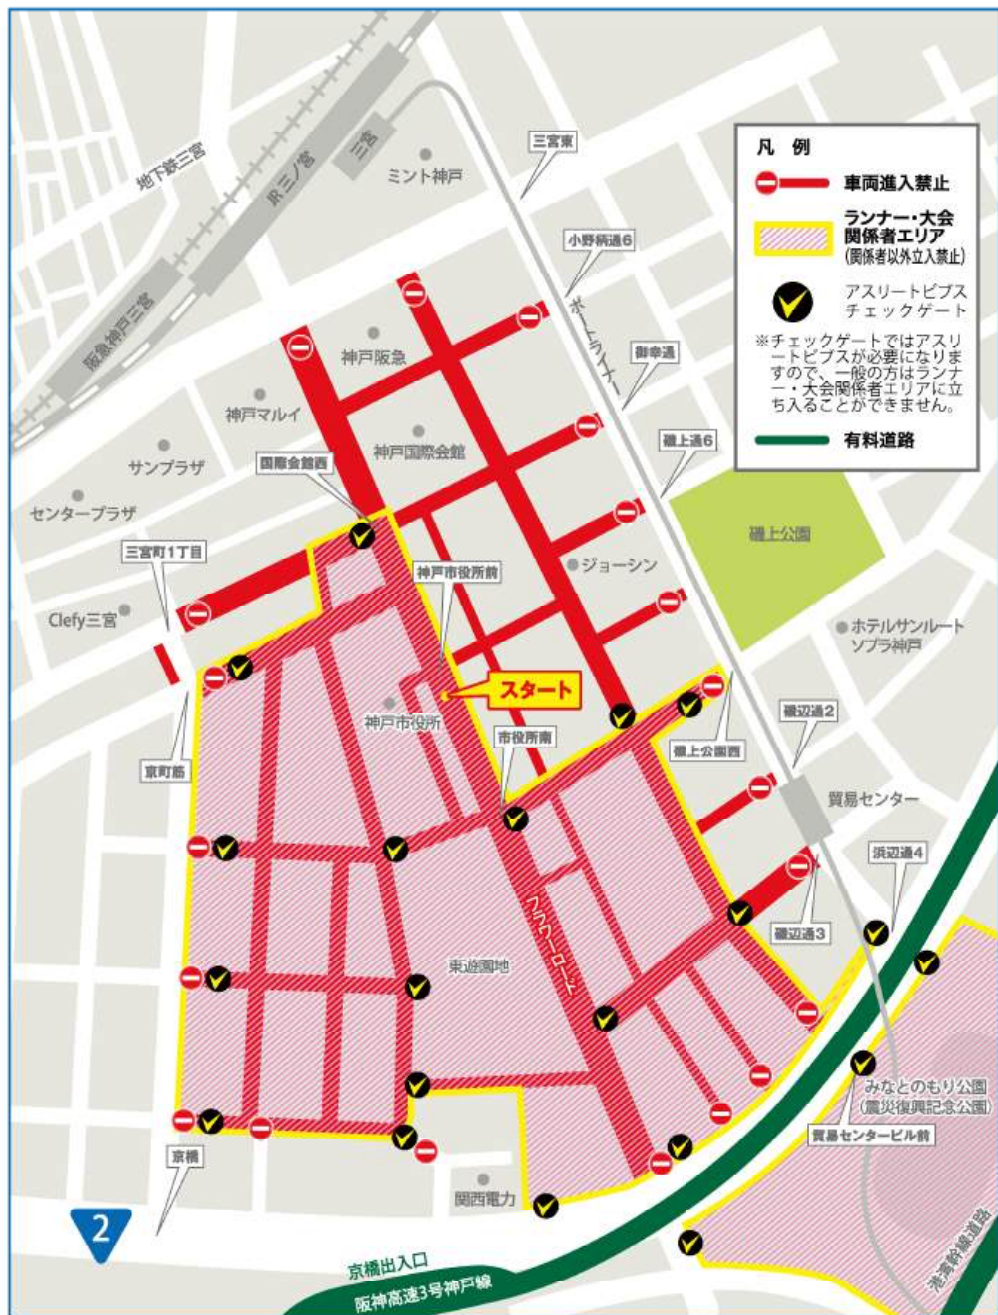 地下鉄三宮
JR三ノ宮
三宮
阪急神戸三宮
ミント神戸
三宮東
小野柄通6
ポートライナー
御幸通
磯上通6
凡 例
車両進入禁止
ランナー・大会
関係者エリア
(関係者以外立入禁止)
アスリートビブス
チェックゲート
※チェックゲートではアスリ
ートビブスが必要になりま
すので、一般の方はランナ
ー・大会関係者エリアに立
ち入ることができません。
有料道路
神戸阪急
神戸マルイ
神戸国際会館
国際会館西
サンプラザ
センタープラザ
三宮町1丁目
Clefy三宮
神戸市役所前
ジョーシン
磯上公園
ホテルサンルート
ソプラ神戸
スタート
神戸市役所
市役所南
磯上公園西
磯辺通2
京町筋
貿易センター
浜辺通4
磯辺通3
フラワーロード
東遊園地
みなとのもり公園
(震災復興記念公園)
貿易センタービル前
京橋
関西電力
2
京橋出入口
阪神高速3号神戸線
港湾幹線道路